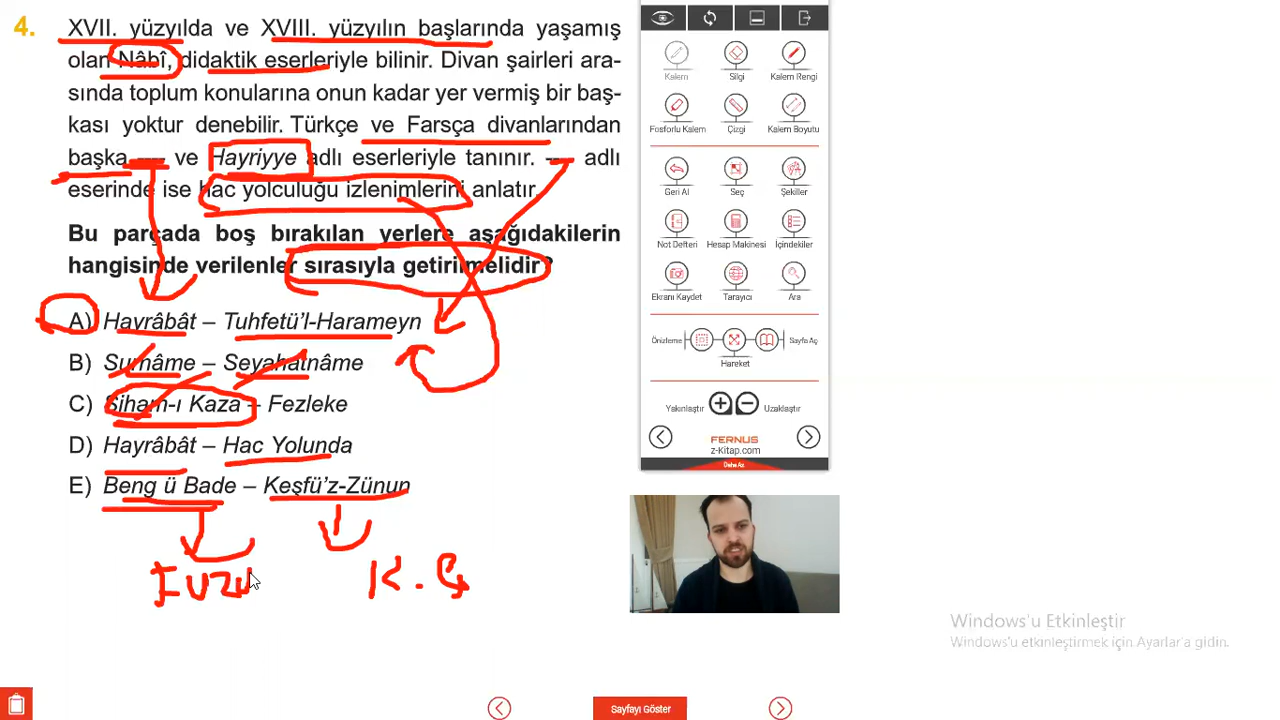 4. XVII. yüzyılda ve XVIII. yüzyılın başlarında yaşamış
olan Nâbî, didaktik eserleriyle bilinir. Divan şairleri ara-
sında toplum konularına onun kadar yer vermiş bir baş-
kası yoktur denebilir. Türkçe ve Farsça divanlarından
başka ---- ve Hayriyye adlı eserleriyle tanınır. ---- adlı
eserinde ise hac yolculuğu izlenimlerini anlatır.
Bu parçada boş bırakılan yerlere aşağıdakilerin
hangisinde verilenler sırasıyla getirilmelidir?
A) Hayrâbât – Tuhfetü'l-Harameyn
B) Surnâme – Seyahatnâme
C) Siham-ı Kaza – Fezleke
D) Hayrâbât – Hac Yolunda
E) Beng ü Bade – Keşfü'z-Zünun
FUZU
K. Ç
Kalem Silgi Kalem Rengi
Fosforlu Kalem Çizgi Kalem Boyutu
Geri Al Seç Şekiller
Not Defteri Hesap Makinesi İçindekiler
Ekranı Kaydet Tarayıcı Ara
Önizleme Sayfa Aç
Hareket
Yakınlaştır Uzaklaştır
FERNUS
z-Kitap.com
Daha Az
Windows'u Etkinleştir
Windows'u etkinleştirmek için Ayarlar'a gidin.
Sayfayı Göster